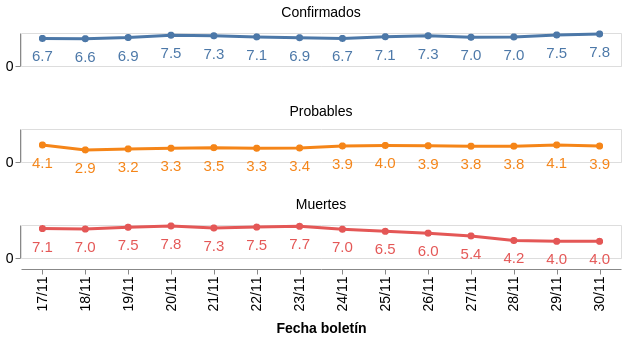 Confirmados
6.7 6.6 6.9 7.5 7.3 7.1 6.9 6.7 7.1 7.3 7.0 7.0 7.5 7.8
0
Probables
4.1 2.9 3.2 3.3 3.5 3.3 3.4 3.9 4.0 3.9 3.8 3.8 4.1 3.9
0
Muertes
7.1 7.0 7.5 7.8 7.3 7.5 7.7 7.0 6.5 6.0 5.4 4.2 4.0 4.0
0
17/11 18/11 19/11 20/11 21/11 22/11 23/11 24/11 25/11 26/11 27/11 28/11 29/11 30/11
Fecha boletín